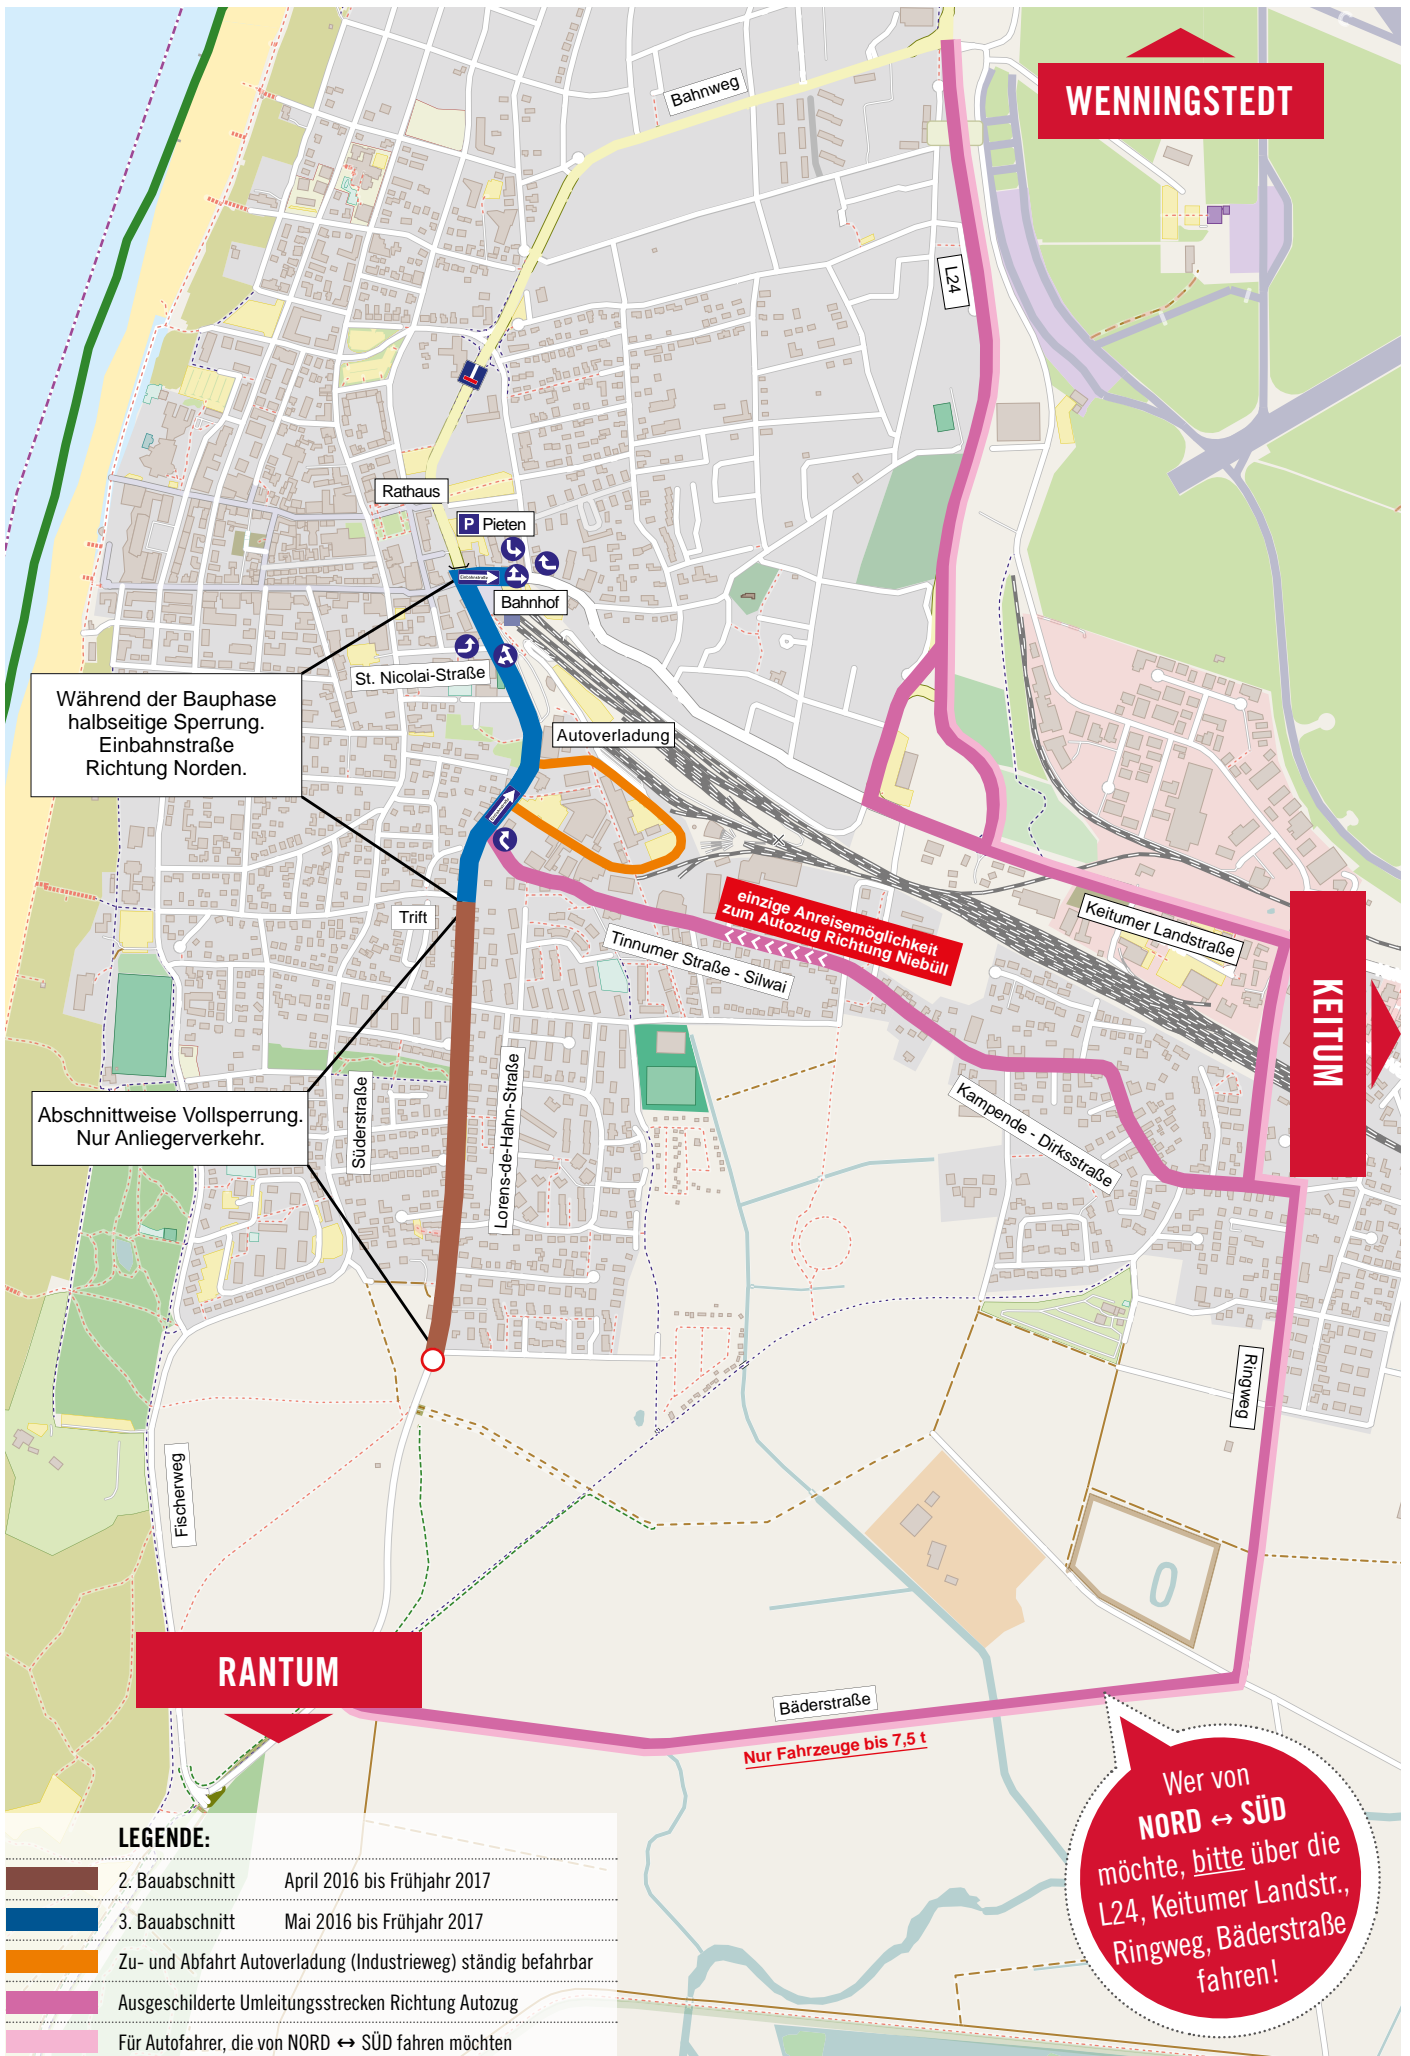 WENNINGSTEDT
Bahnweg
L24
Rathaus
P Pieten
Einbahnstraße
Bahnhof
St. Nicolai-Straße
Während der Bauphase
halbseitige Sperrung.
Einbahnstraße
Richtung Norden.
Autoverladung
einzige Anreisemöglichkeit
zum Autozug Richtung Niebüll
Trift
Tinnumer Straße - Silwai
Keitumer Landstraße
KEITUM
Abschnittweise Vollsperrung.
Nur Anliegerverkehr.
Süderstraße
Lorens-de-Hahn-Straße
Kampende - Dirksstraße
Ringweg
Fischerweg
RANTUM
Bäderstraße
Nur Fahrzeuge bis 7,5 t
Wer von
NORD ↔ SÜD
möchte, bitte über die
L24, Keitumer Landstr.,
Ringweg, Bäderstraße
fahren!
LEGENDE:
2. Bauabschnitt April 2016 bis Frühjahr 2017
3. Bauabschnitt Mai 2016 bis Frühjahr 2017
Zu- und Abfahrt Autoverladung (Industrieweg) ständig befahrbar
Ausgeschilderte Umleitungsstrecken Richtung Autozug
Für Autofahrer, die von NORD ↔ SÜD fahren möchten